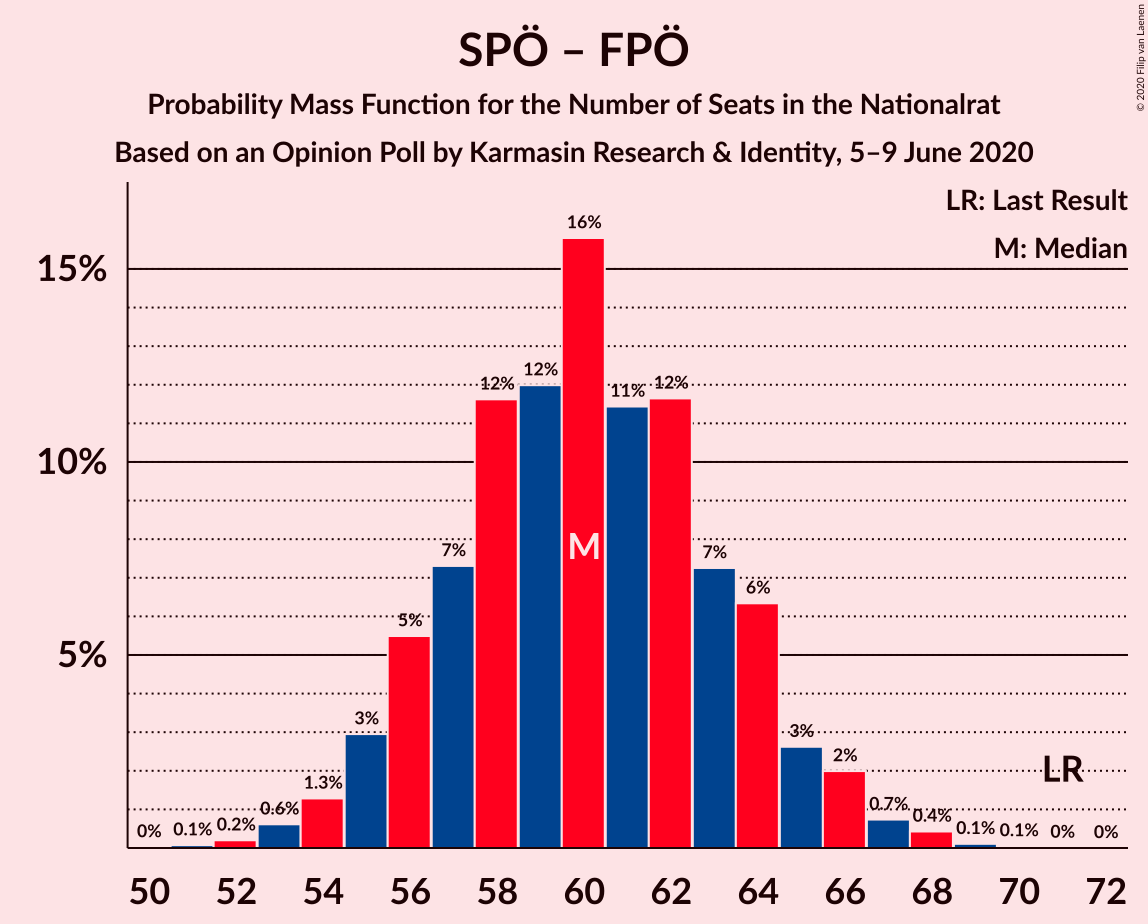 SPÖ – FPÖ
Probability Mass Function for the Number of Seats in the Nationalrat
Based on an Opinion Poll by Karmasin Research & Identity, 5–9 June 2020
© 2020 Filip van Laenen
LR: Last Result
M: Median
15%
10%
5%
0%
0.1%
0.2%
0.6%
1.3%
3%
5%
7%
12%
12%
16%
11%
12%
7%
6%
3%
2%
0.7%
0.4%
0.1%
0.1%
0%
0%
M
LR
50 52 54 56 58 60 62 64 66 68 70 72